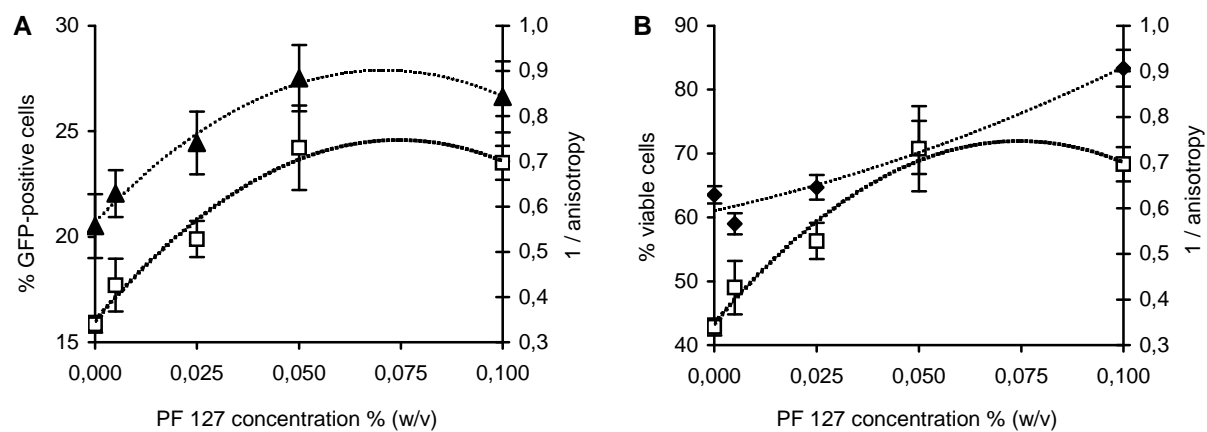 A
% GFP-positive cells
30
25
20
15
1,0
0,9
0,8
0,7
0,6
0,5
0,4
0,3
1 / anisotropy
0,000 0,025 0,050 0,075 0,100
PF 127 concentration % (w/v)
B
% viable cells
90
80
70
60
50
40
1,0
0,9
0,8
0,7
0,6
0,5
0,4
0,3
1 / anisotropy
0,000 0,025 0,050 0,075 0,100
PF 127 concentration % (w/v)